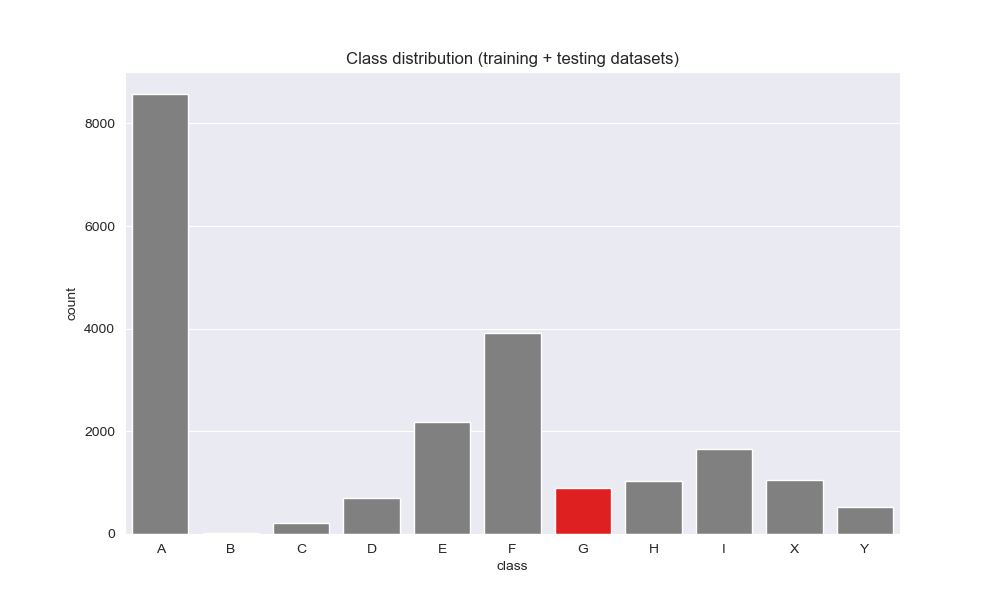 Class distribution (training + testing datasets)
8000
6000
4000
2000
0
count
A B C D E F G H I X Y
class